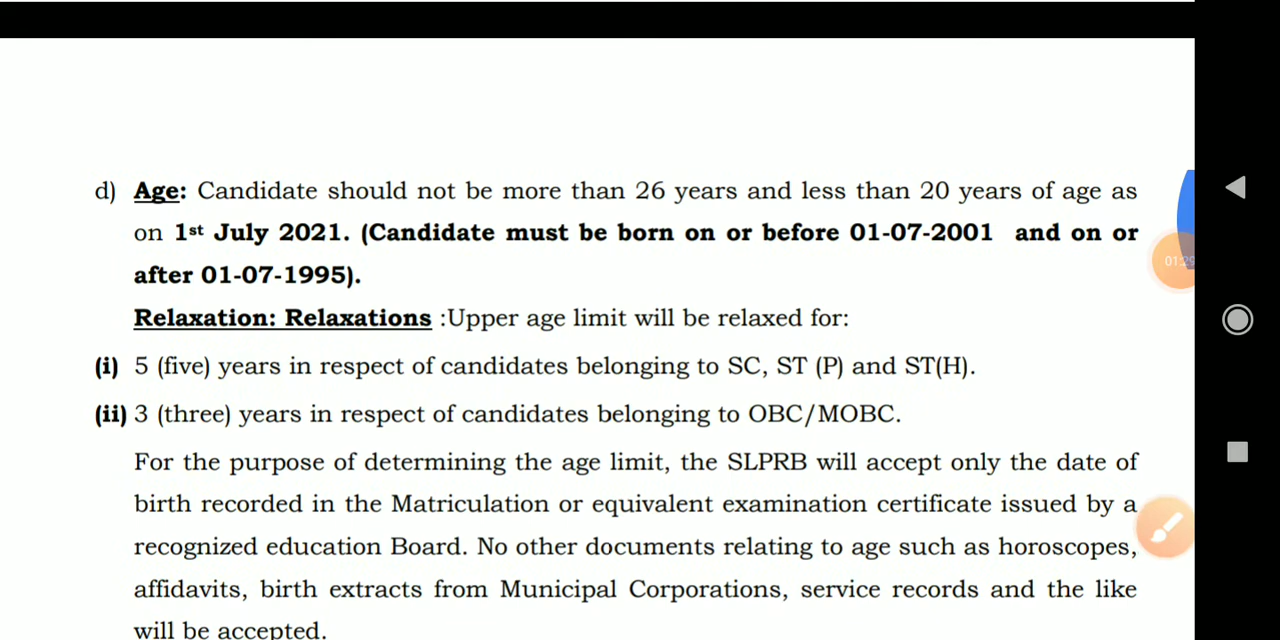 d) Age: Candidate should not be more than 26 years and less than 20 years of age as
on 1st July 2021. (Candidate must be born on or before 01-07-2001 and on or
after 01-07-1995).
Relaxation: Relaxations :Upper age limit will be relaxed for:
(i) 5 (five) years in respect of candidates belonging to SC, ST (P) and ST(H).
(ii) 3 (three) years in respect of candidates belonging to OBC/MOBC.
For the purpose of determining the age limit, the SLPRB will accept only the date of
birth recorded in the Matriculation or equivalent examination certificate issued by a
recognized education Board. No other documents relating to age such as horoscopes,
affidavits, birth extracts from Municipal Corporations, service records and the like
will be accepted.
01:29